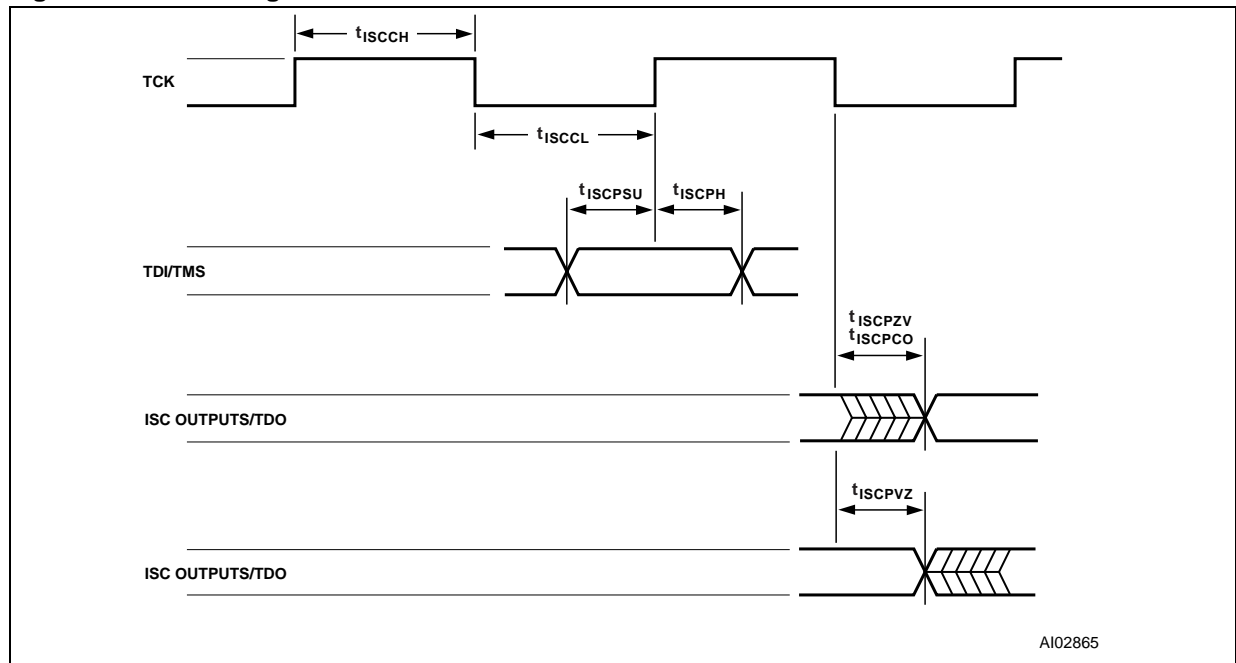 tISCCH
TCK
tISCCL
tISCPSU
tISCPH
TDI/TMS
tISCPZV
tISCPCO
ISC OUTPUTS/TDO
tISCPVZ
ISC OUTPUTS/TDO
AI02865